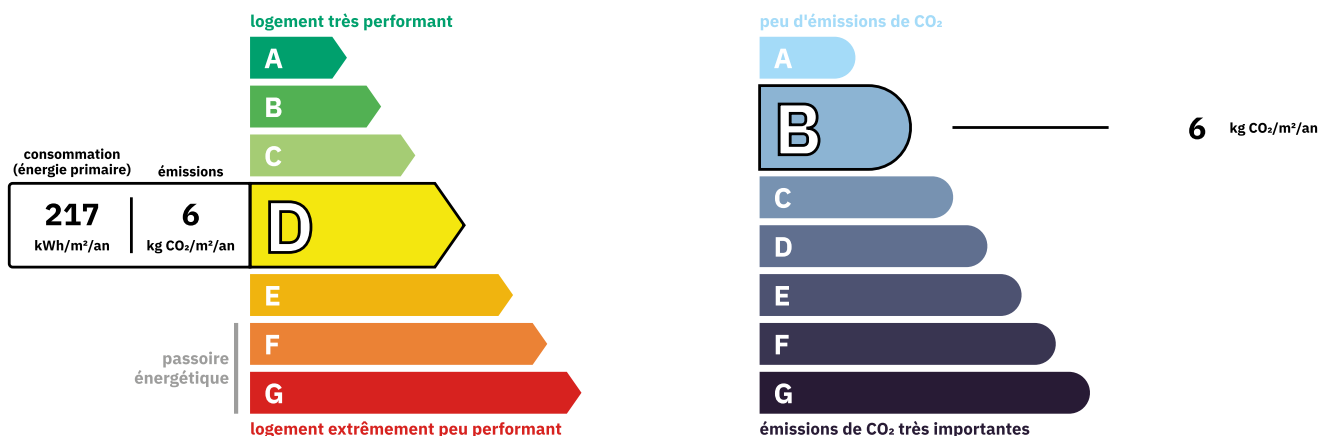 logement très performant
A
B
C
consommation
(énergie primaire)
émissions
217
kWh/m²/an
6
kg CO₂/m²/an
D
E
F
G
passoire
énergétique
logement extrêmement peu performant
peu d'émissions de CO₂
A
B
6 kg CO₂/m²/an
C
D
E
F
G
émissions de CO₂ très importantes